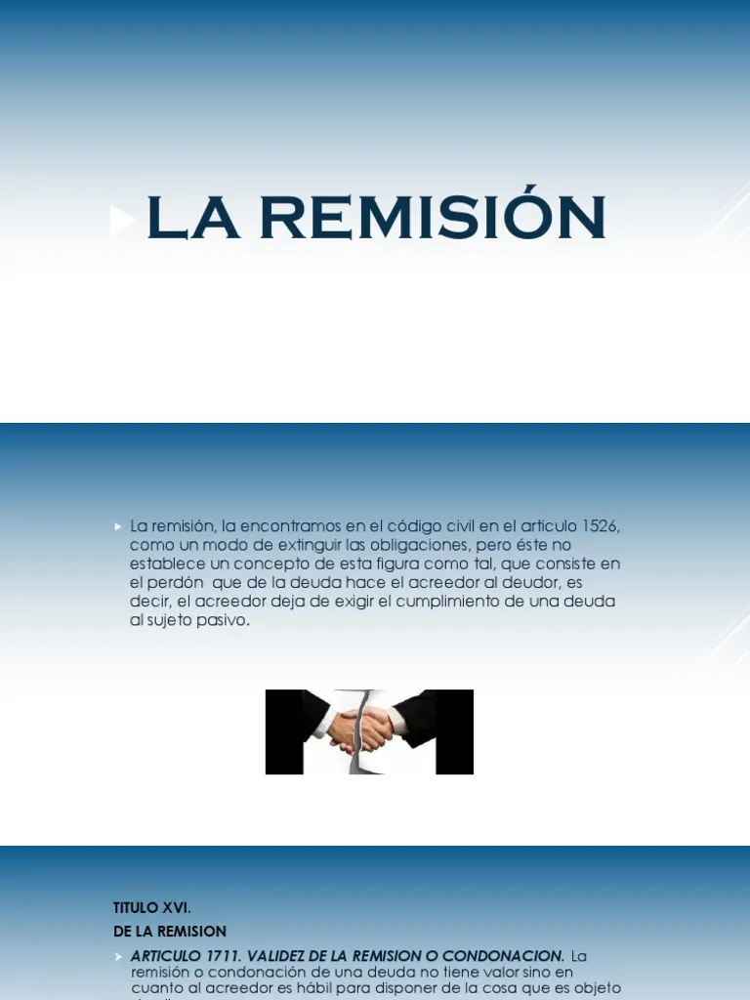 LA REMISIÓN
La remisión, la encontramos en el código civil en el articulo 1526,
como un modo de extinguir las obligaciones, pero éste no
establece un concepto de esta figura como tal, que consiste en
el perdón que de la deuda hace el acreedor al deudor, es
decir, el acreedor deja de exigir el cumplimiento de una deuda
al sujeto pasivo.
TITULO XVI.
DE LA REMISION
ARTICULO 1711. VALIDEZ DE LA REMISION O CONDONACION. La
remisión o condonación de una deuda no tiene valor sino en
cuanto al acreedor es hábil para disponer de la cosa que es objeto